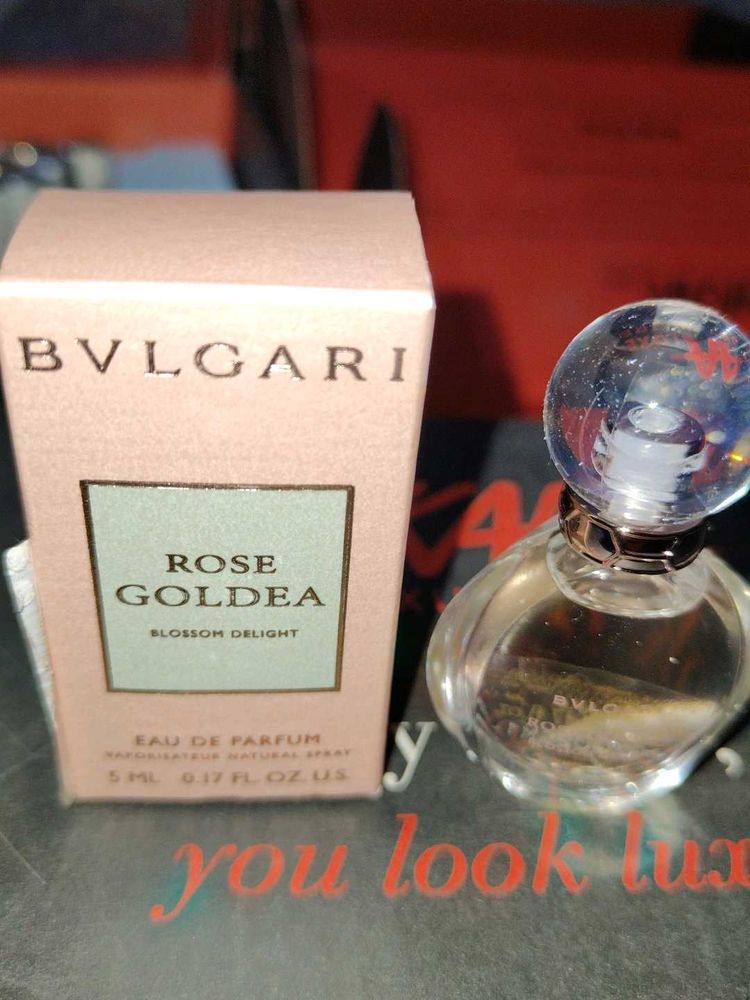 BVLGARI
ROSE
GOLDEA
BLOSSOM DELIGHT
EAU DE PARFUM
VAPORISATEUR NATURAL SPRAY
5 ML 0.17 FL. OZ. U.S.
BVLG
y ,
you look lux